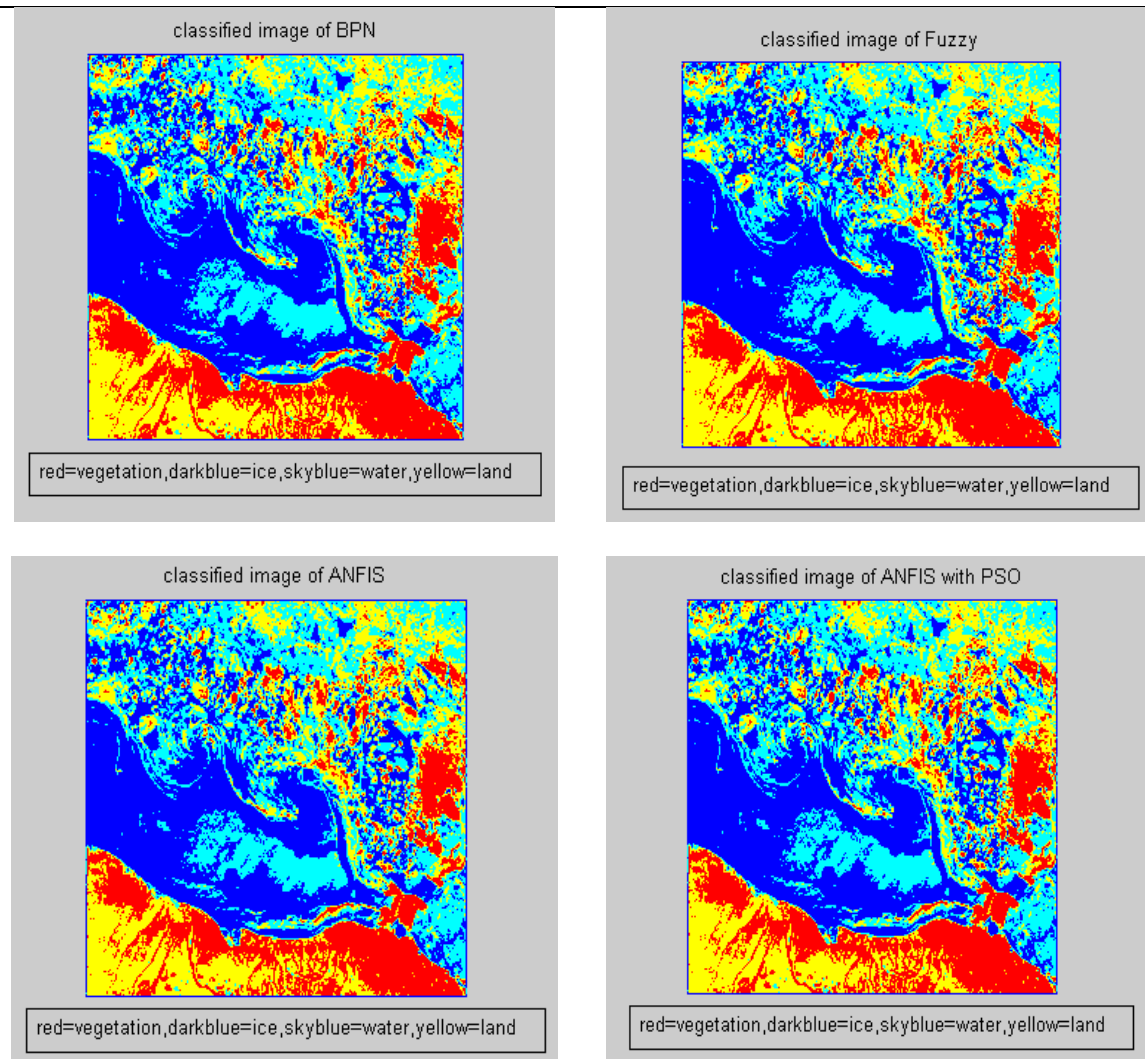 classified image of BPN
classified image of Fuzzy
red=vegetation,darkblue=ice,skyblue=water,yellow=land
red=vegetation,darkblue=ice,skyblue=water,yellow=land
classified image of ANFIS
classified image of ANFIS with PSO
red=vegetation,darkblue=ice,skyblue=water,yellow=land
red=vegetation,darkblue=ice,skyblue=water,yellow=land